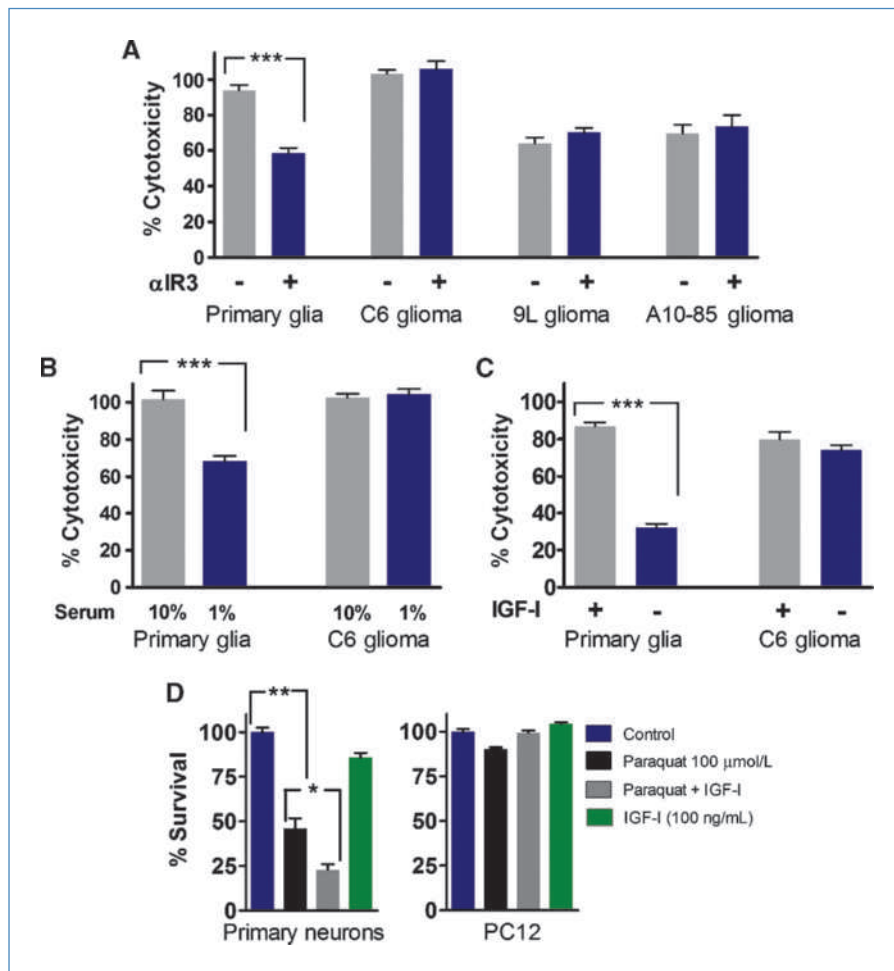 A
***
% Cytotoxicity
100
80
60
40
20
0
αIR3
- + - + - + - +
Primary glia C6 glioma 9L glioma A10-85 glioma
B
***
% Cytotoxicity
100
80
60
40
20
0
Serum 10% 1% 10% 1%
Primary glia C6 glioma
C
***
% Cytotoxicity
100
80
60
40
20
0
IGF-I + - + -
Primary glia C6 glioma
D
**
*
% Survival
100
75
50
25
0
Primary neurons
100
75
50
25
0
PC12
Control
Paraquat 100 μmol/L
Paraquat + IGF-I
IGF-I (100 ng/mL)